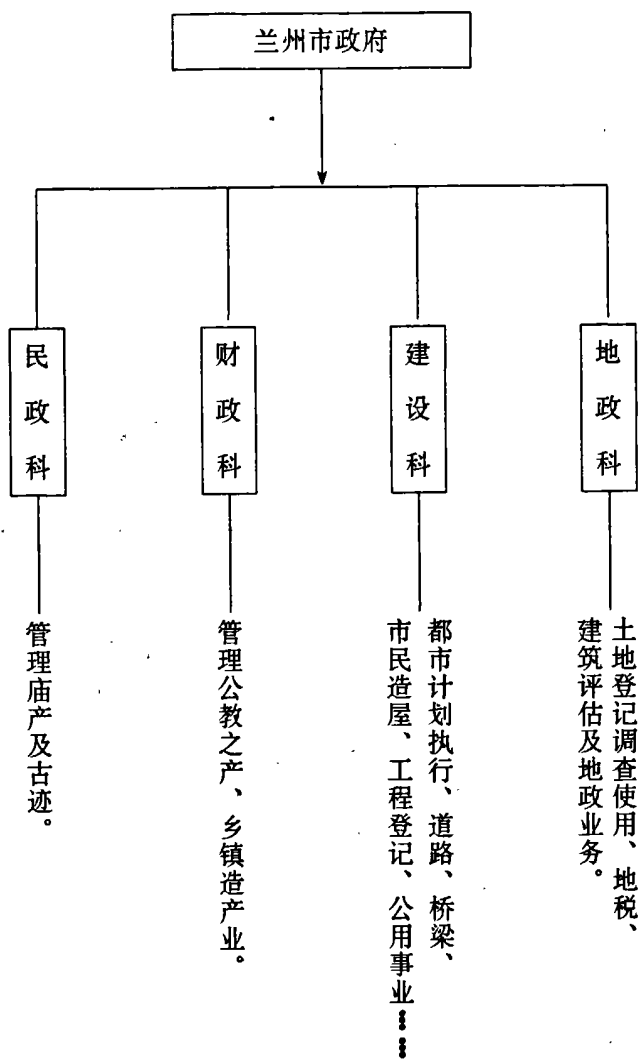 兰州市政府
民政科
财政科
建设科
地政科
管理庙产及古迹。
管理公教之产、乡镇造产业。
都市计划执行、道路、桥梁、
市民造屋、工程登记、公用事业……
土地登记调查使用、地税、
建筑评估及地政业务。